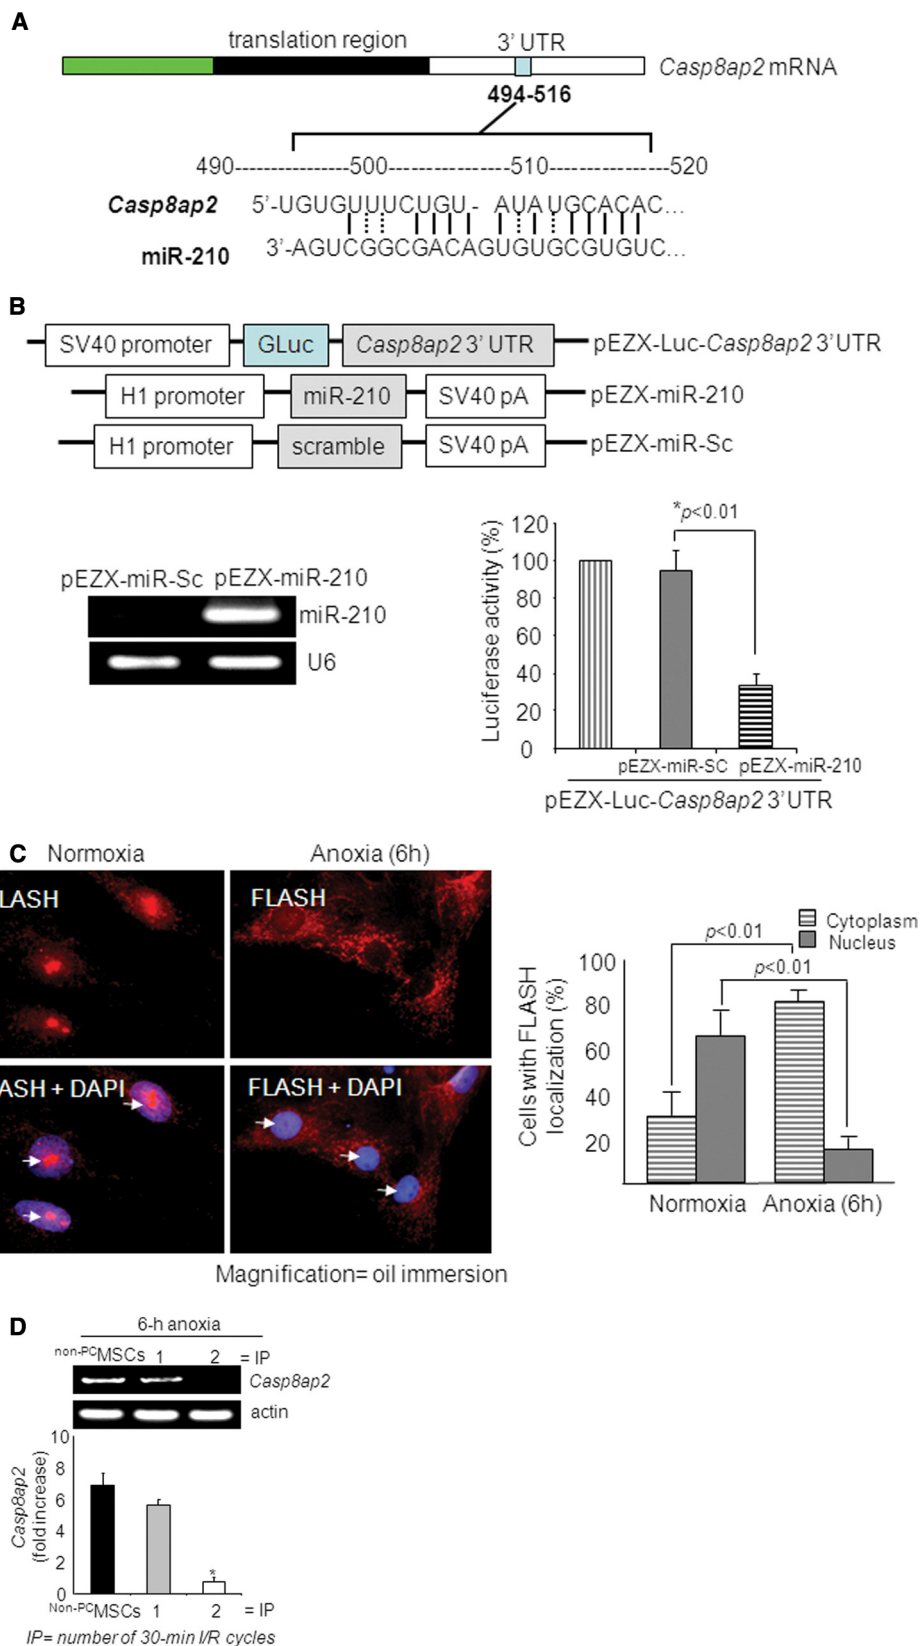 A
translation region
3' UTR
Casp8ap2 mRNA
494-516
490---------------500---------------510-------------520
Casp8ap2 5'-UGUGUUUCUGU- AUAUGCACAC...
miR-210 3'-AGUCGGCGACAGUGUGCGUGUC...
B
SV40 promoter GLuc Casp8ap2 3' UTR pEZX-Luc-Casp8ap2 3'UTR
H1 promoter miR-210 SV40 pA pEZX-miR-210
H1 promoter scramble SV40 pA pEZX-miR-Sc
pEZX-miR-Sc pEZX-miR-210
miR-210
U6
Luciferase activity (%)
120
100
80
60
40
20
0
*p<0.01
pEZX-miR-SC pEZX-miR-210
pEZX-Luc-Casp8ap2 3'UTR
C
Normoxia Anoxia (6h)
LASH FLASH
ASH + DAPI FLASH + DAPI
Magnification= oil immersion
Cytoplasm
Nucleus
p<0.01
p<0.01
Cells with FLASH
localization (%)
100
80
60
40
20
Normoxia Anoxia (6h)
D
6-h anoxia
non-PCMSCs 1 2 = IP
Casp8ap2
actin
Casp8ap2
(fold increase)
10
8
6
4
2
0
*
Non-PCMSCs 1 2 = IP
IP= number of 30-min I/R cycles